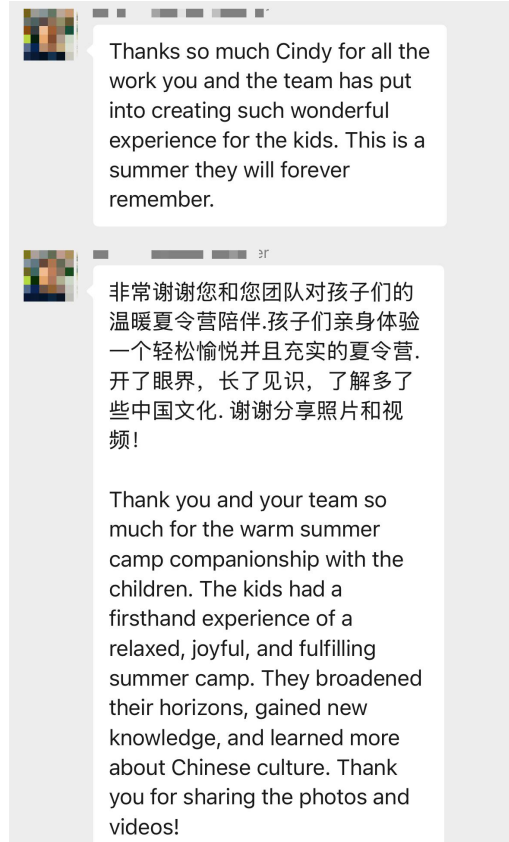 Thanks so much Cindy for all the
work you and the team has put
into creating such wonderful
experience for the kids. This is a
summer they will forever
remember.
er
非常谢谢您和您团队对孩子们的
温暖夏令营陪伴.孩子们亲身体验
一个轻松愉悦并且充实的夏令营.
开了眼界，长了见识，了解多了
些中国文化. 谢谢分享照片和视
频！
Thank you and your team so
much for the warm summer
camp companionship with the
children. The kids had a
firsthand experience of a
relaxed, joyful, and fulfilling
summer camp. They broadened
their horizons, gained new
knowledge, and learned more
about Chinese culture. Thank
you for sharing the photos and
videos!